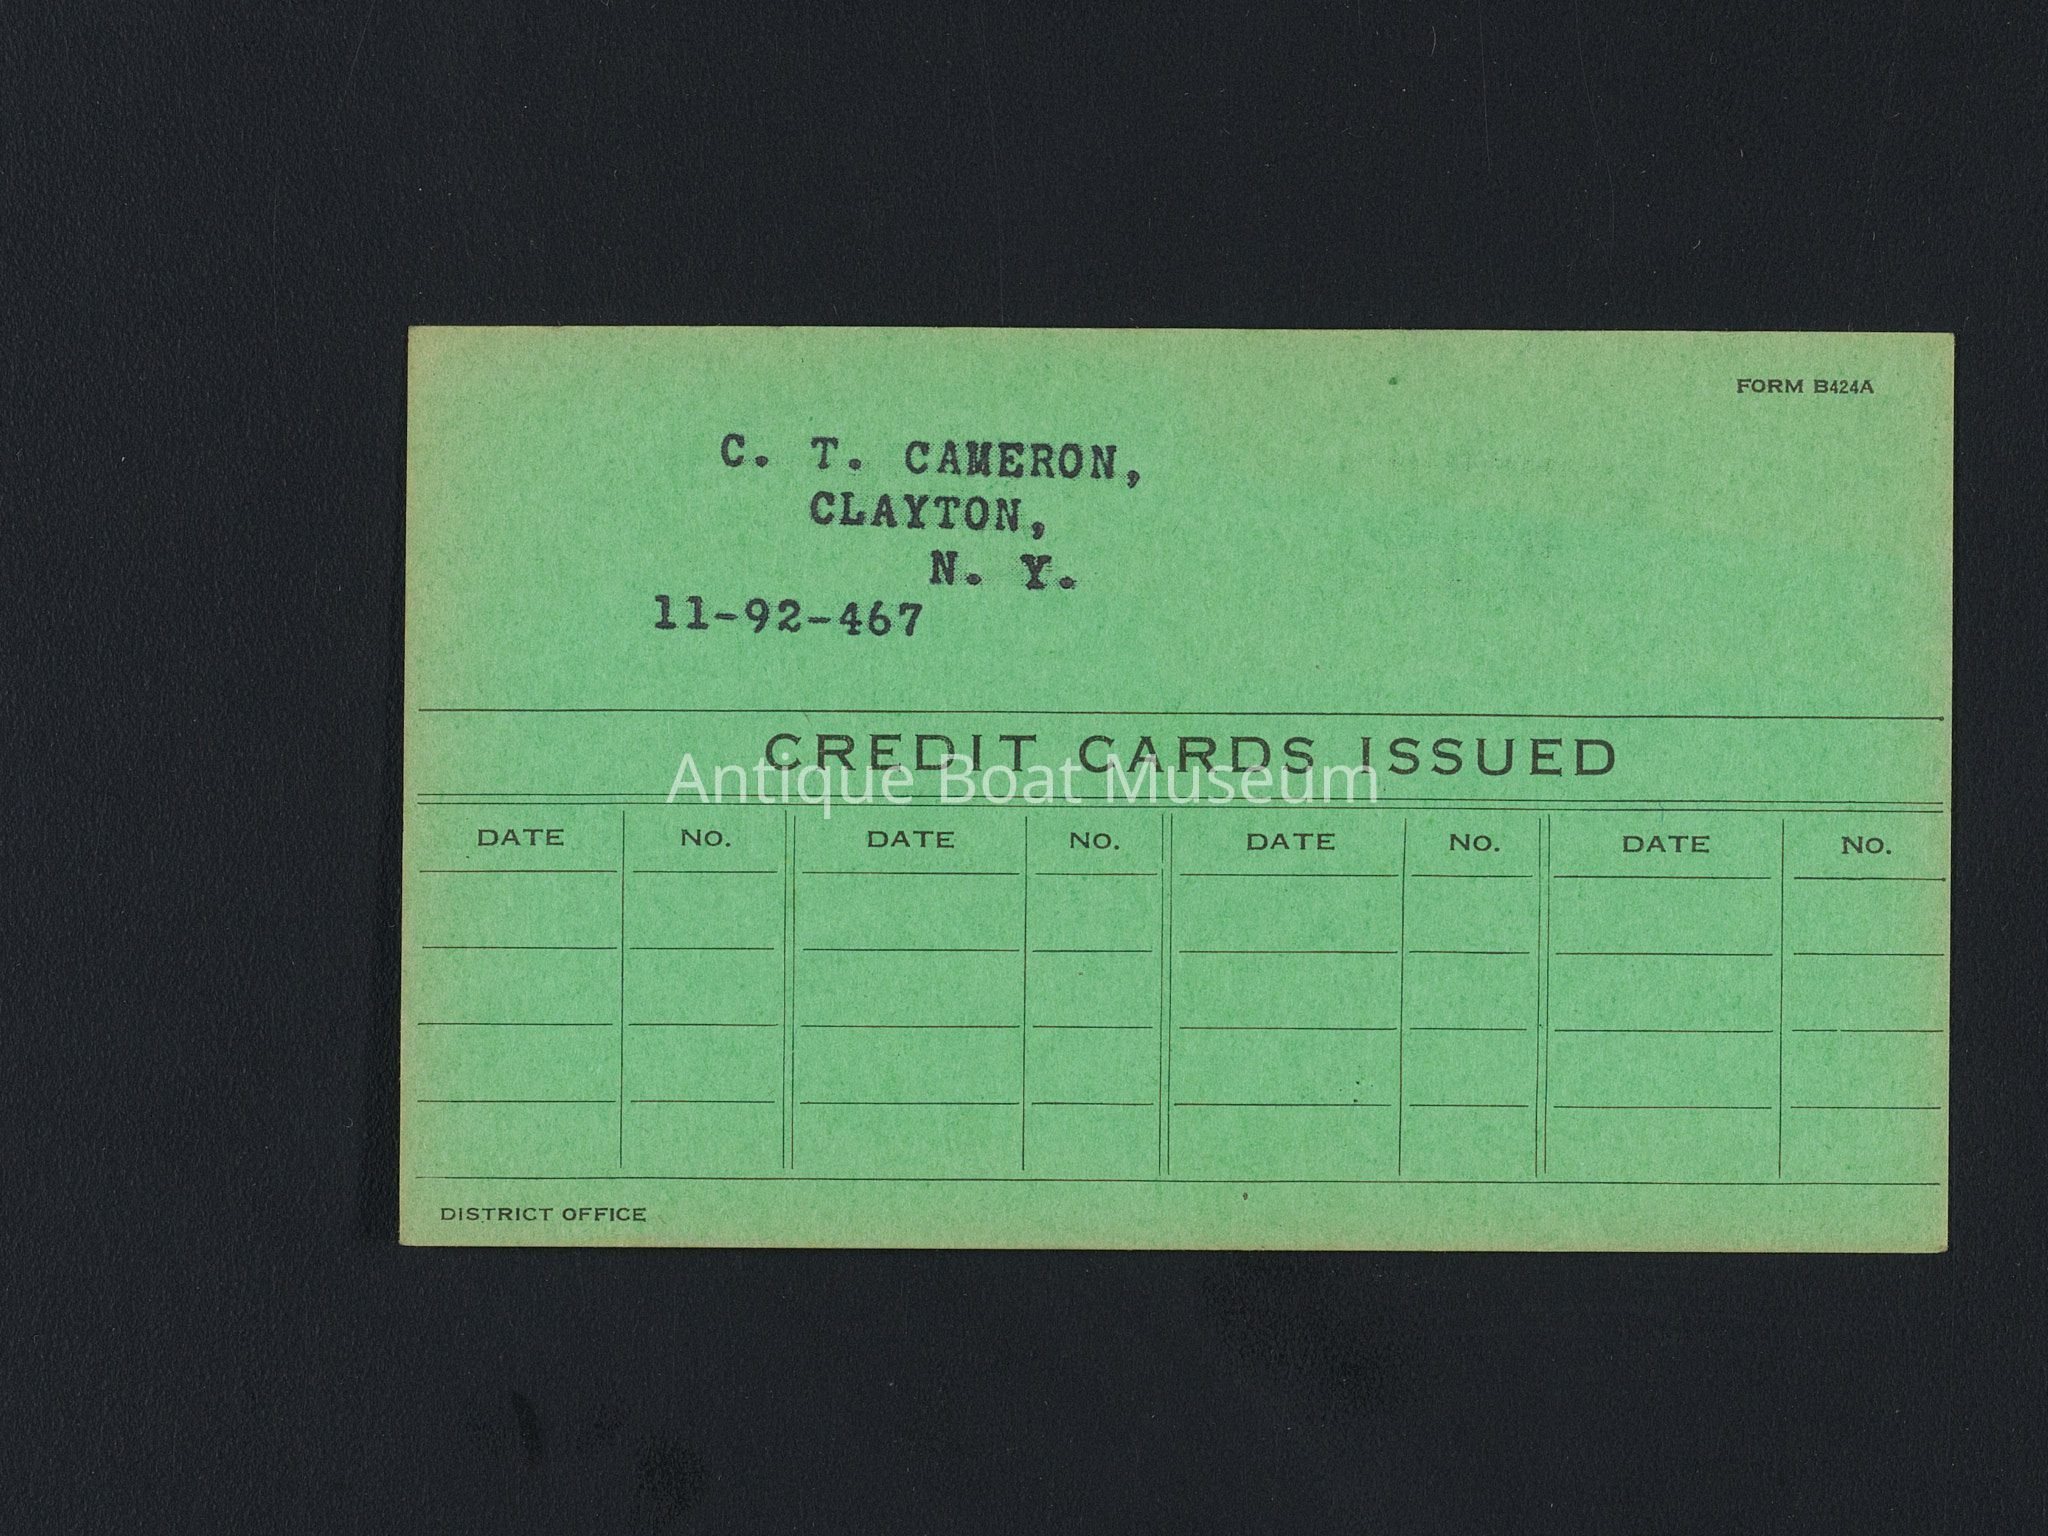 FORM B424A
C. T. CAMERON,
CLAYTON,
N. Y.
11-92-467
CREDIT CARDS ISSUED
Antique Boat Museum
DATE NO. DATE NO. DATE NO. DATE NO.
DISTRICT OFFICE